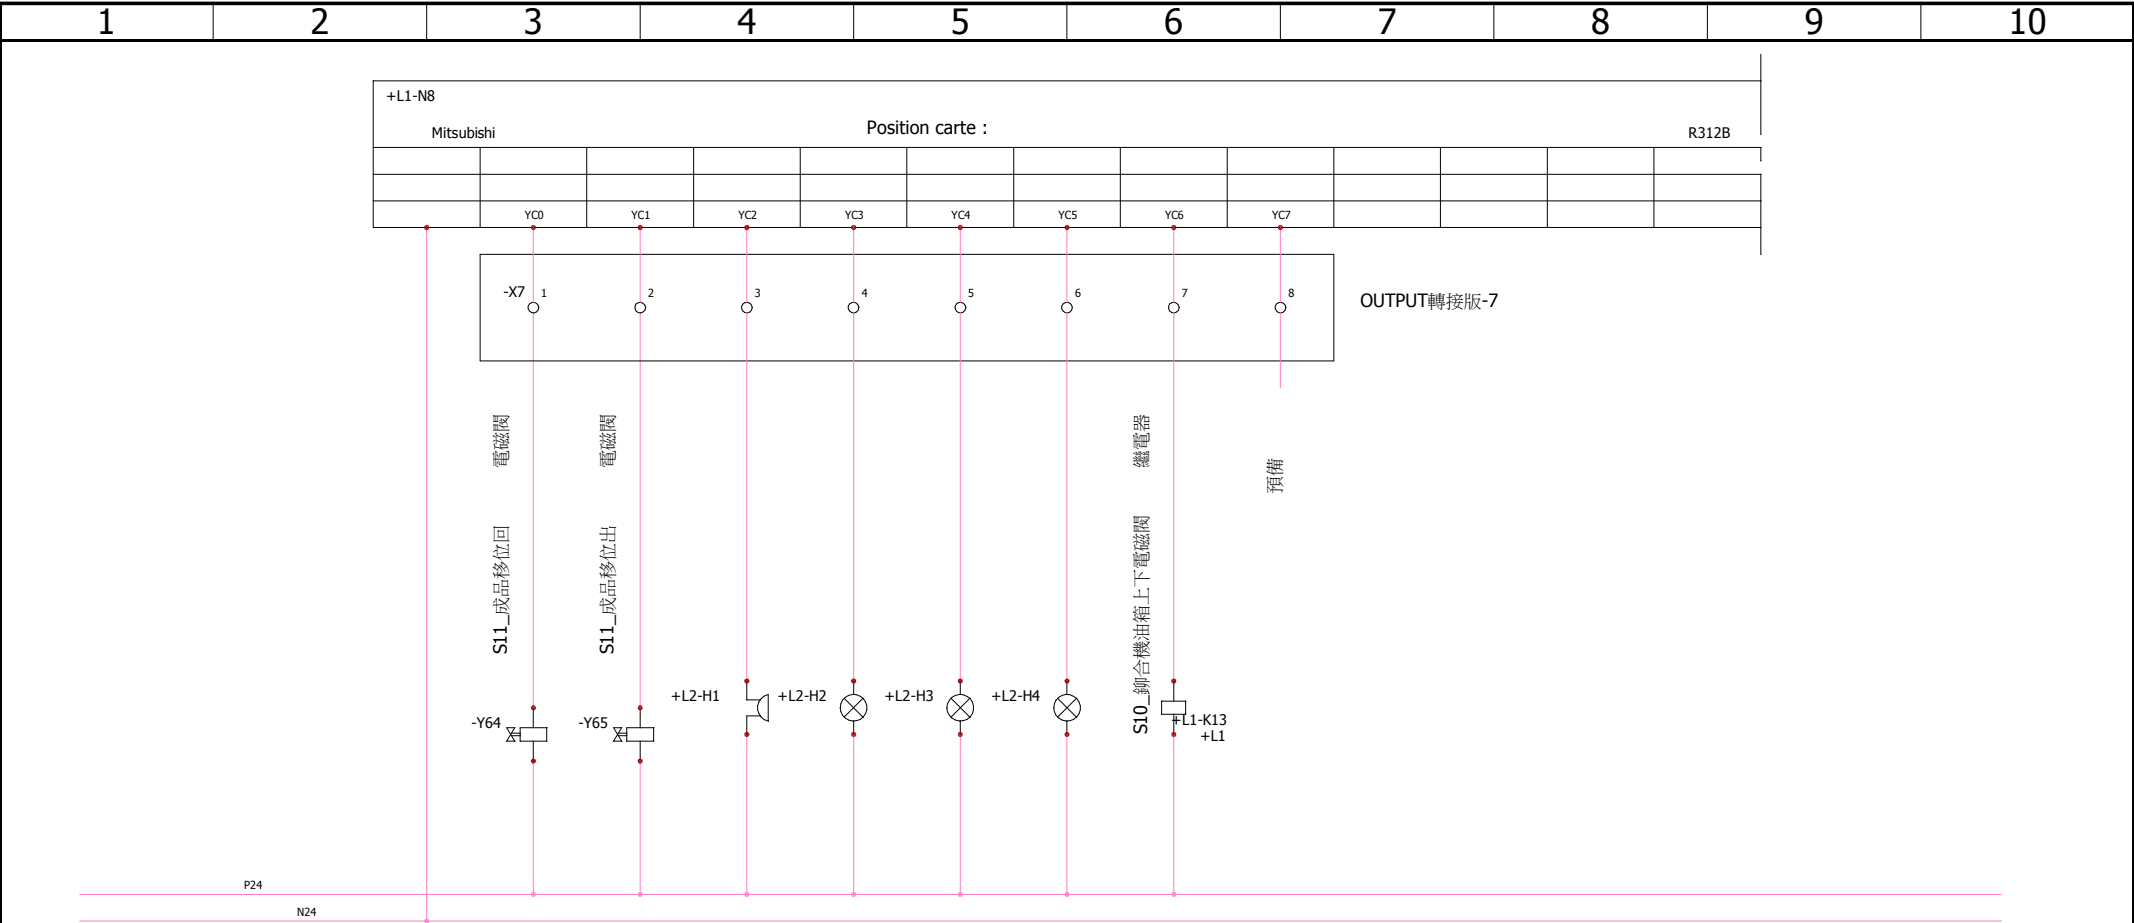 1 2 3 4 5 6 7 8 9 10
+L1-N8
Mitsubishi Position carte : R312B
YC0 YC1 YC2 YC3 YC4 YC5 YC6 YC7
-X7 1 2 3 4 5 6 7 8
OUTPUT轉接版-7
S11_成品移位回 電磁閥
S11_成品移位出 電磁閥
S10_鉚合機油箱上下電磁閥 繼電器
預備
+L2-H1 +L2-H2 +L2-H3 +L2-H4
-Y64 -Y65 +L1-K13
+L1
P24
N24